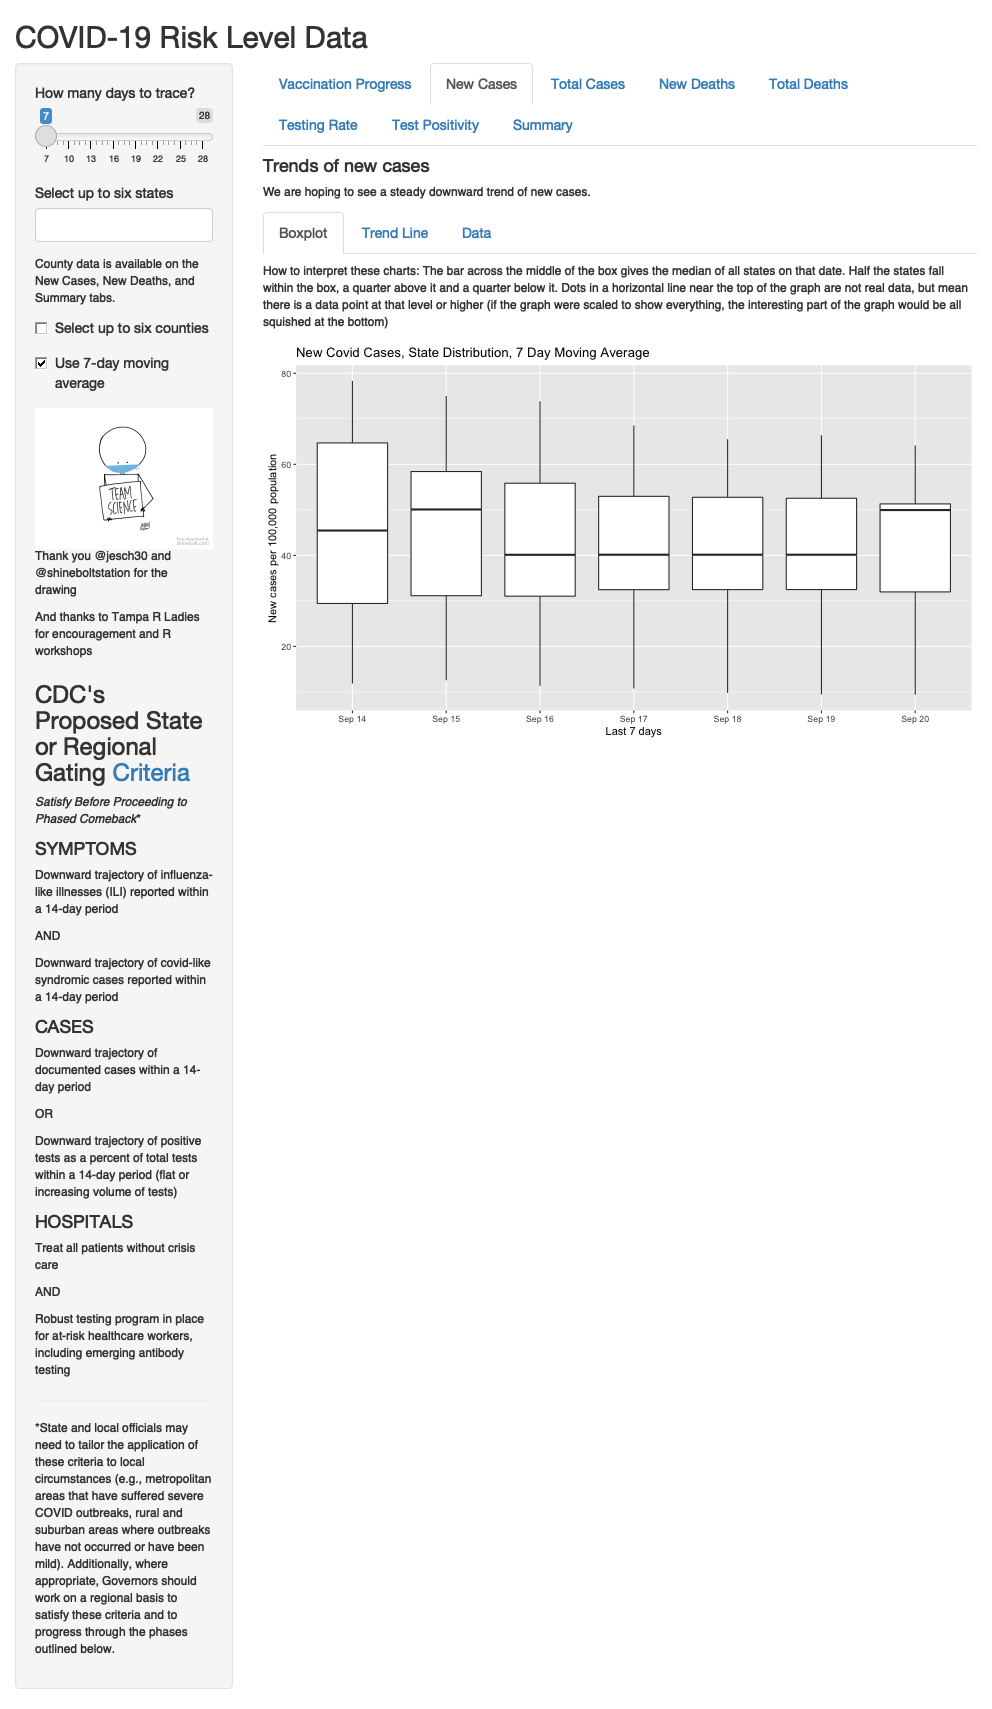 COVID-19 Risk Level Data
How many days to trace?
7
28
7 10 13 16 19 22 25 28
Select up to six states
County data is available on the
New Cases, New Deaths, and
Summary tabs.
Select up to six counties
Use 7-day moving
average
TEAM
SCIENCE
Thank you @jesch30 and
@shineboltstation for the
drawing
And thanks to Tampa R Ladies
for encouragement and R
workshops
CDC's
Proposed State
or Regional
Gating Criteria
Satisfy Before Proceeding to
Phased Comeback*
SYMPTOMS
Downward trajectory of influenza-
like illnesses (ILI) reported within
a 14-day period
AND
Downward trajectory of covid-like
syndromic cases reported within
a 14-day period
CASES
Downward trajectory of
documented cases within a 14-
day period
OR
Downward trajectory of positive
tests as a percent of total tests
within a 14-day period (flat or
increasing volume of tests)
HOSPITALS
Treat all patients without crisis
care
AND
Robust testing program in place
for at-risk healthcare workers,
including emerging antibody
testing
*State and local officials may
need to tailor the application of
these criteria to local
circumstances (e.g., metropolitan
areas that have suffered severe
COVID outbreaks, rural and
suburban areas where outbreaks
have not occurred or have been
mild). Additionally, where
appropriate, Governors should
work on a regional basis to
satisfy these criteria and to
progress through the phases
outlined below.
Vaccination Progress New Cases Total Cases New Deaths Total Deaths
Testing Rate Test Positivity Summary
Trends of new cases
We are hoping to see a steady downward trend of new cases.
Boxplot Trend Line Data
How to interpret these charts: The bar across the middle of the box gives the median of all states on that date. Half the states fall
within the box, a quarter above it and a quarter below it. Dots in a horizontal line near the top of the graph are not real data, but mean
there is a data point at that level or higher (if the graph were scaled to show everything, the interesting part of the graph would be all
squished at the bottom)
New Covid Cases, State Distribution, 7 Day Moving Average
New cases per 100,000 population
80
60
40
20
Sep 14 Sep 15 Sep 16 Sep 17 Sep 18 Sep 19 Sep 20
Last 7 days